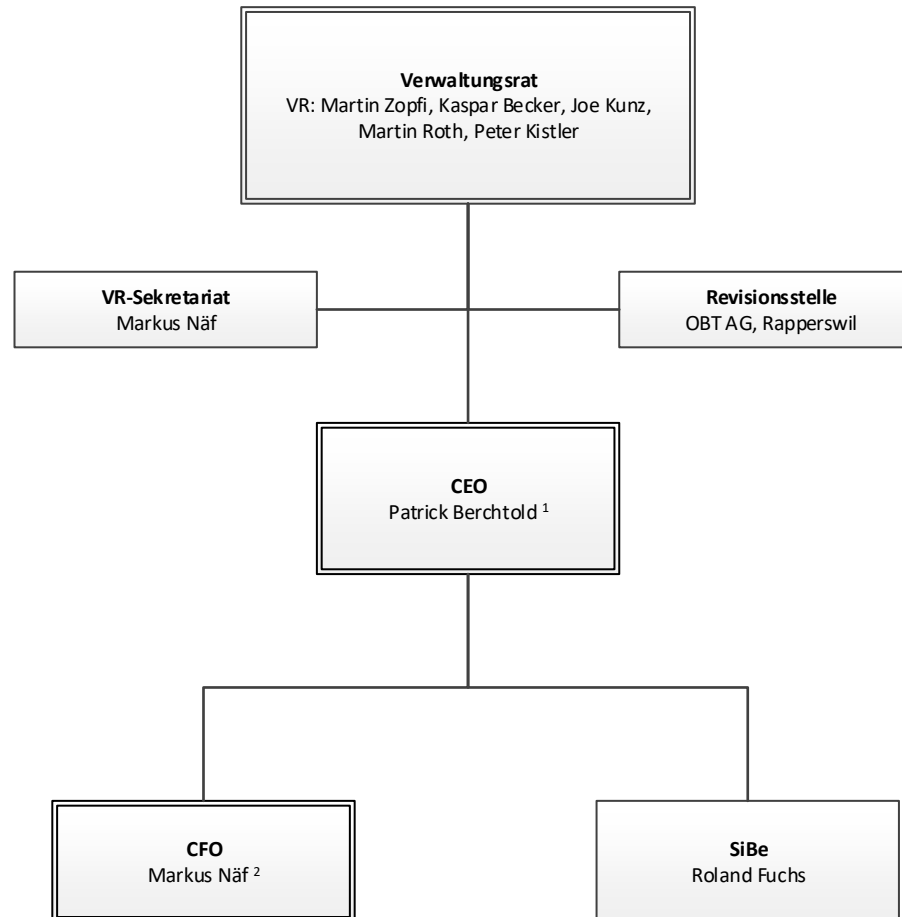 Verwaltungsrat
VR: Martin Zopfi, Kaspar Becker, Joe Kunz,
Martin Roth, Peter Kistler
VR-Sekretariat
Markus Näf
Revisionsstelle
OBT AG, Rapperswil
CEO
Patrick Berchtold ¹
CFO
Markus Näf ²
SiBe
Roland Fuchs